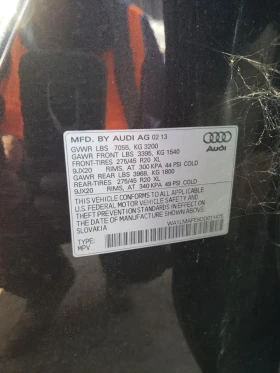 MFD. BY AUDI AG 02 13
GVWR LBS 7055, KG 3200
GAWR FRONT LBS 3395, KG 1540
FRONT-TIRES 275/45 R20 XL
9JX20 RIMS, AT 300 KPA 44 PSI COLD
GAWR REAR LBS 3968, KG 1800
REAR-TIRES 275/45 R20 XL
9JX20 RIMS, AT 340 KPA 49 PSI COLD
Audi
THIS VEHICLE CONFORMS TO ALL APPLICABLE
FEDERAL MOTOR VEHICLE SAFETY AND
THEFT PREVENTION STANDARDS IN EFFECT ON
THE DATE OF MANUFACTURE SHOWN ABOVE.
SLOVAKIA
TYPE:
MPV